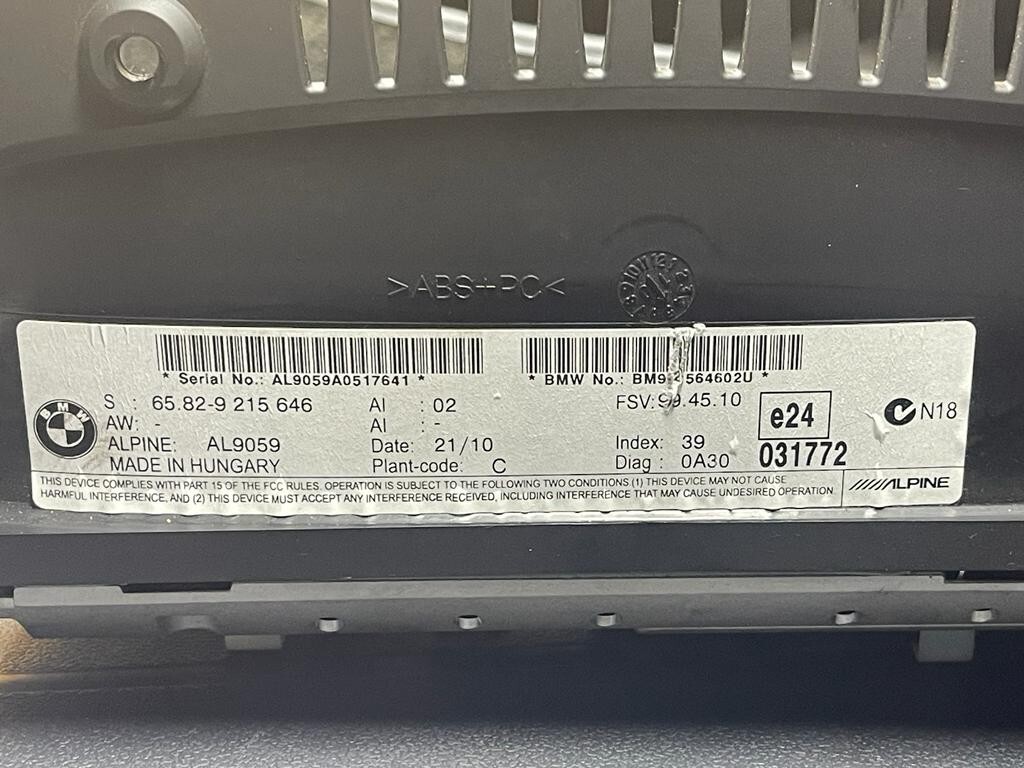 >ABS+PC<
* Serial No.: AL9059A0517641 *
* BMW No.: 564602U *
BMW
S : 65.82-9 215 646
AI : 02
FSV: 99.45.10
e24
N18
AW: -
AI : -
ALPINE: AL9059
Date: 21/10
Index: 39
031772
MADE IN HUNGARY
Plant-code: C
Diag : 0A30
THIS DEVICE COMPLIES WITH PART 15 OF THE FCC RULES. OPERATION IS SUBJECT TO THE FOLLOWING TWO CONDITIONS (1) THIS DEVICE MAY NOT CAUSE
HARMFUL INTERFERENCE, AND (2) THIS DEVICE MUST ACCEPT ANY INTERFERENCE RECEIVED, INCLUDING INTERFERENCE THAT MAY CAUSE UNDESIRED OPERATION.
ALPINE